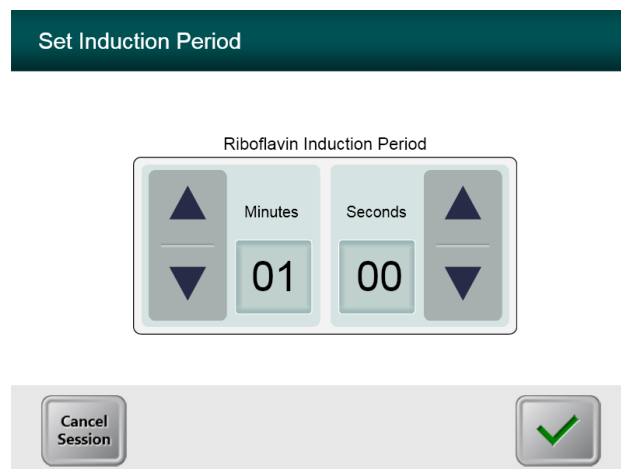 Set Induction Period
Riboflavin Induction Period
Minutes
Seconds
01
00
Cancel
Session